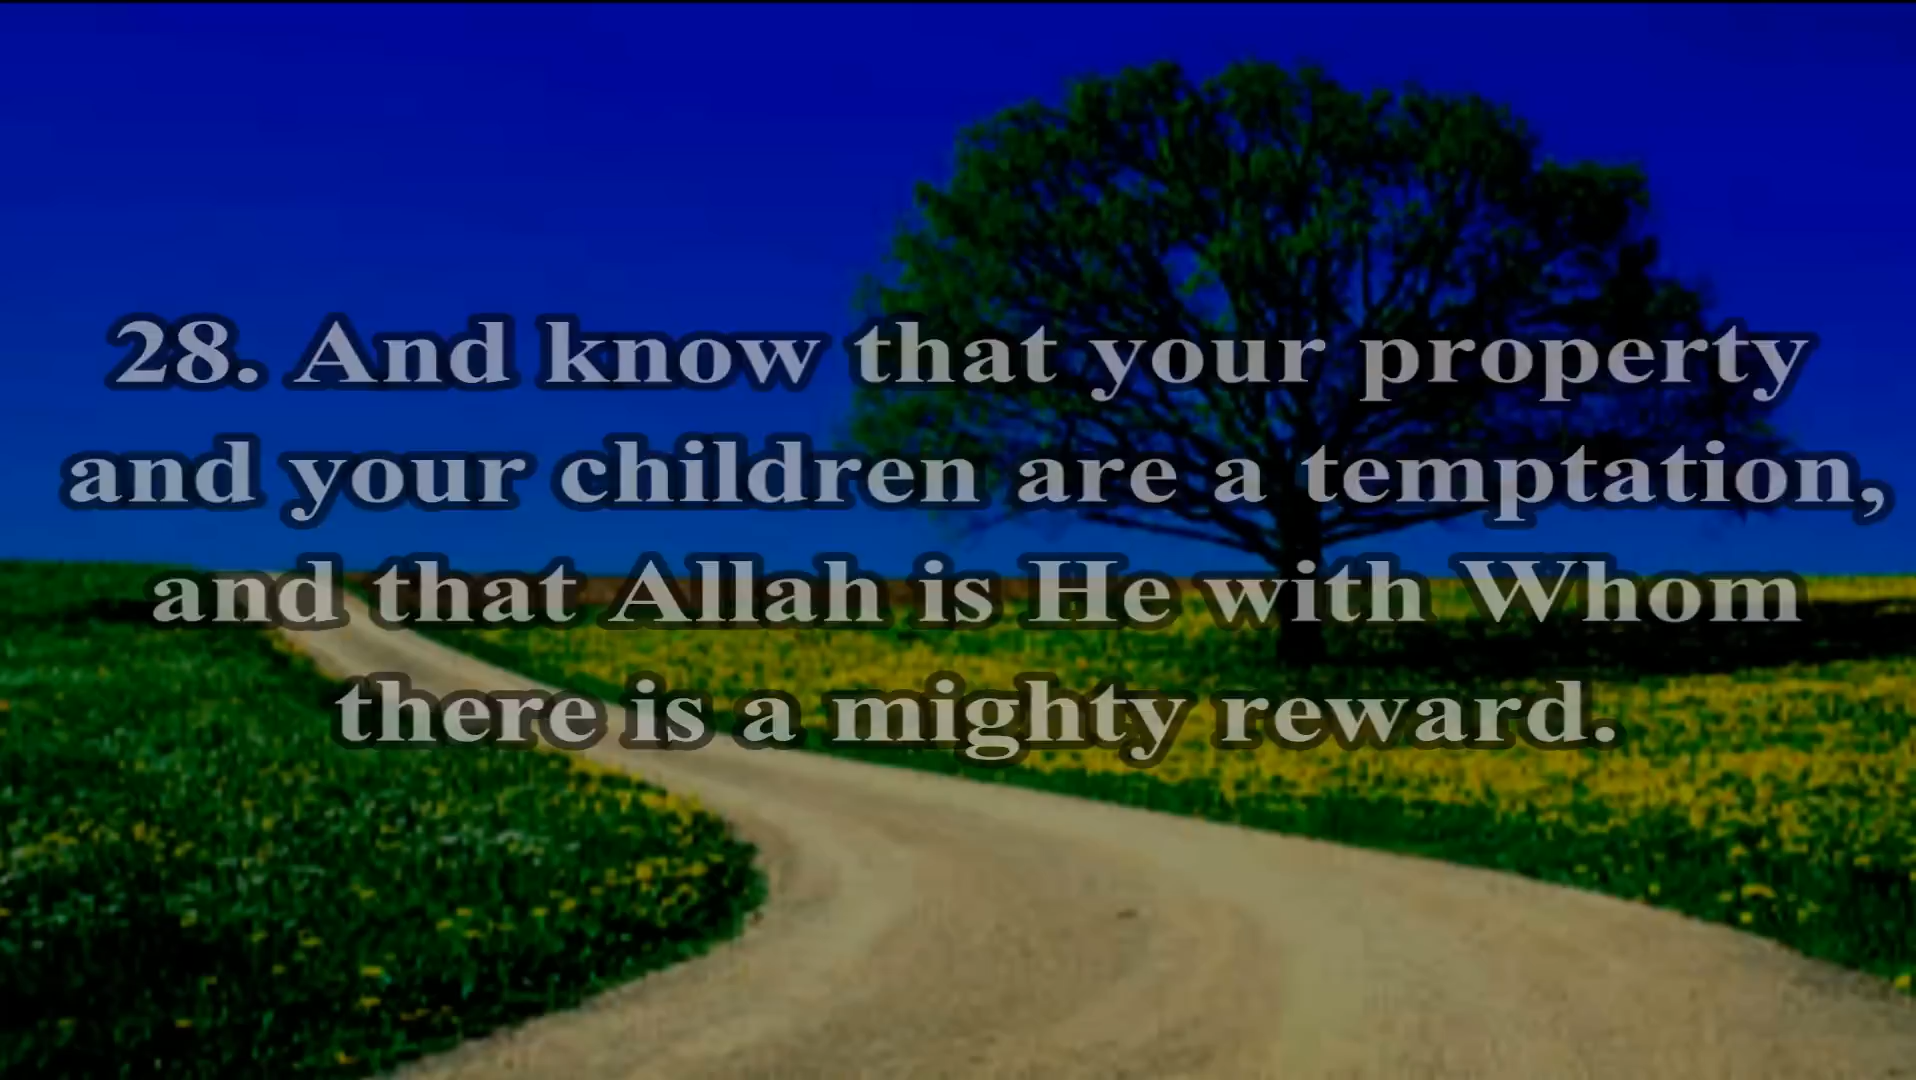 28. And know that your property
and your children are a temptation,
and that Allah is He with Whom
there is a mighty reward.